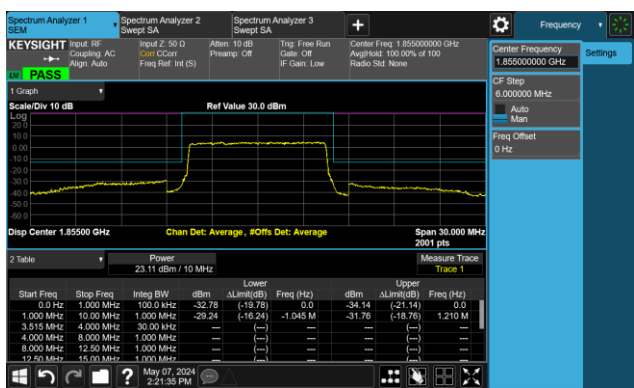 Spectrum Analyzer 1
SEM
Spectrum Analyzer 2
Swept SA
Spectrum Analyzer 3
Swept SA
Frequency
KEYSIGHT
Input: RF
Coupling: AC
Align: Auto
Input Z: 50 Ω
Corr CCorr
Freq Ref: Int (S)
Atten: 10 dB
Preamp: Off
Trig: Free Run
Gate: Off
IF Gain: Low
Center Freq: 1.855000000 GHz
Avg|Hold: 100.00% of 100
Radio Std: None
PASS
Center Frequency
1.855000000 GHz
Settings
CF Step
6.000000 MHz
Auto
Man
Freq Offset
0 Hz
1 Graph
Scale/Div 10 dB
Ref Value 30.0 dBm
Log
20.0
10.0
0.00
-10.0
-20.0
-30.0
-40.0
-50.0
-60.0
Disp Center 1.85500 GHz
Chan Det: Average, #Offs Det: Average
Span 30.000 MHz
2001 pts
2 Table
Power
23.11 dBm / 10 MHz
Measure Trace
Trace 1
Lower Upper
Start Freq Stop Freq Integ BW dBm ΔLimit(dB) Freq (Hz) dBm ΔLimit(dB) Freq (Hz)
0.0 Hz 1.000 MHz 100.0 kHz -32.78 (-19.78) 0.0 -34.14 (-21.14) 0.0
1.000 MHz 10.00 MHz 1.000 MHz -29.24 (-16.24) -1.045 M -31.76 (-18.76) 1.210 M
3.515 MHz 4.000 MHz 30.00 kHz --- (---) --- --- (---) ---
4.000 MHz 8.000 MHz 1.000 MHz --- (---) --- --- (---) ---
8.000 MHz 12.50 MHz 1.000 MHz --- (---) --- --- (---) ---
12.50 MHz 15.00 MHz 1.000 MHz --- (---) --- --- (---) ---
May 07, 2024
2:21:35 PM